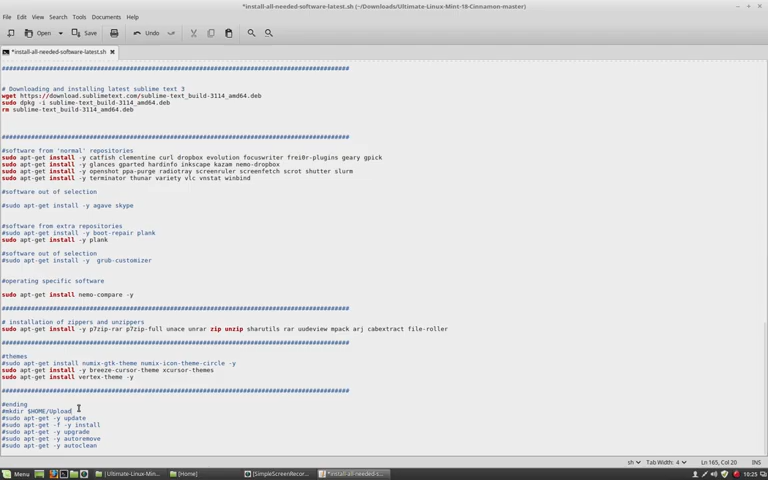 *install-all-needed-software-latest.sh (~/Downloads/Ultimate-Linux-Mint-18-Cinnamon-master)
File Edit View Search Tools Documents Help
Open Save Undo
*install-all-needed-software-latest.sh
##########################################################################################
# Downloading and installing latest sublime text 3
wget https://download.sublimetext.com/sublime-text_build-3114_amd64.deb
sudo dpkg -i sublime-text_build-3114_amd64.deb
rm sublime-text_build-3114_amd64.deb
##########################################################################################
#software from 'normal' repositories
sudo apt-get install -y catfish clementine curl dropbox evolution focuswriter frei0r-plugins geary gpick
sudo apt-get install -y glances gparted hardinfo inkscape kazam nemo-dropbox
sudo apt-get install -y openshot ppa-purge radiotray screenruler screenfetch scrot shutter slurm
sudo apt-get install -y terminator thunar variety vlc vnstat winbind
#software out of selection
#sudo apt-get install -y agave skype
#software from extra repositories
#sudo apt-get install -y boot-repair plank
sudo apt-get install -y plank
#software out of selection
#sudo apt-get install -y  grub-customizer
#operating specific software
sudo apt-get install nemo-compare -y
##########################################################################################
# installation of zippers and unzippers
sudo apt-get install -y p7zip-rar p7zip-full unace unrar zip unzip sharutils rar uudeview mpack arj cabextract file-roller
##########################################################################################
#themes
#sudo apt-get install numix-gtk-theme numix-icon-theme-circle -y
sudo apt-get install -y breeze-cursor-theme xcursor-themes
sudo apt-get install vertex-theme -y
##########################################################################################
#ending
#mkdir $HOME/Upload
#sudo apt-get -y update
#sudo apt-get -f -y install
#sudo apt-get -y upgrade
#sudo apt-get -y autoremove
#sudo apt-get -y autoclean
sh Tab Width: 4 Ln 165, Col 20 INS
Menu [Ultimate-Linux-Min... [Home] [SimpleScreenRecor... *install-all-needed-s... 10:25